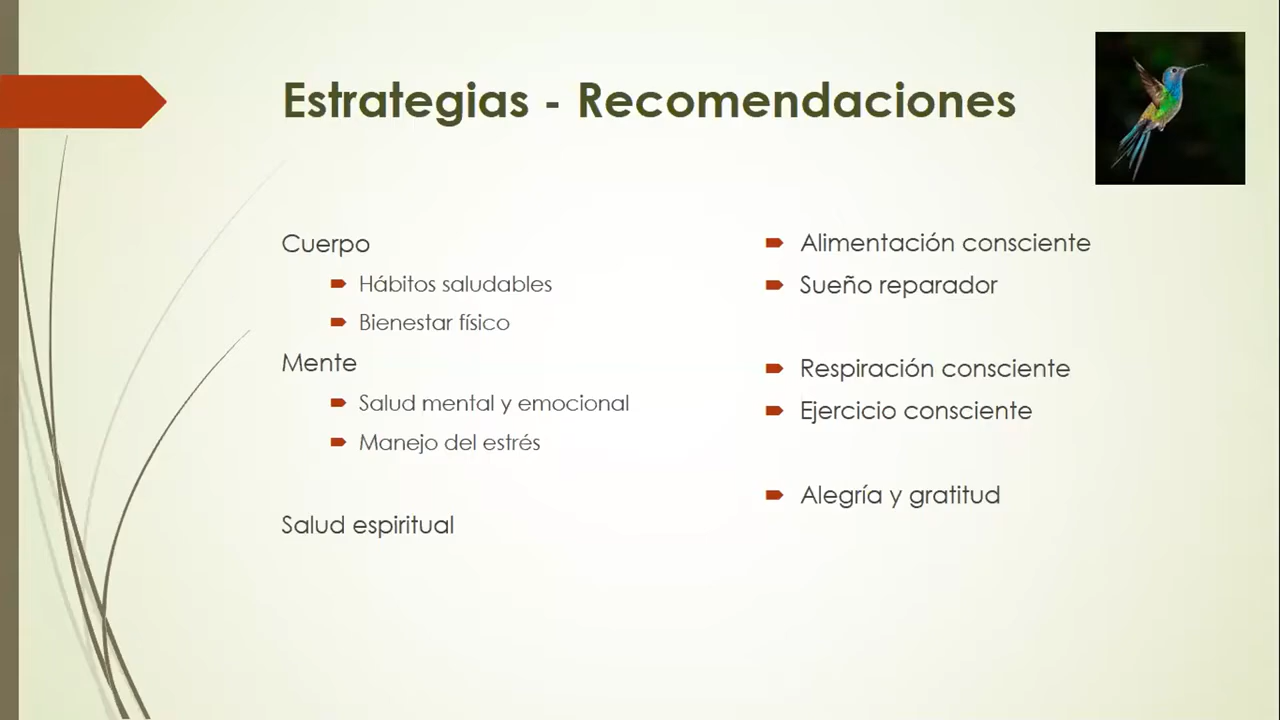 Estrategias - Recomendaciones
Cuerpo
Hábitos saludables
Bienestar físico
Mente
Salud mental y emocional
Manejo del estrés
Salud espiritual
Alimentación consciente
Sueño reparador
Respiración consciente
Ejercicio consciente
Alegría y gratitud